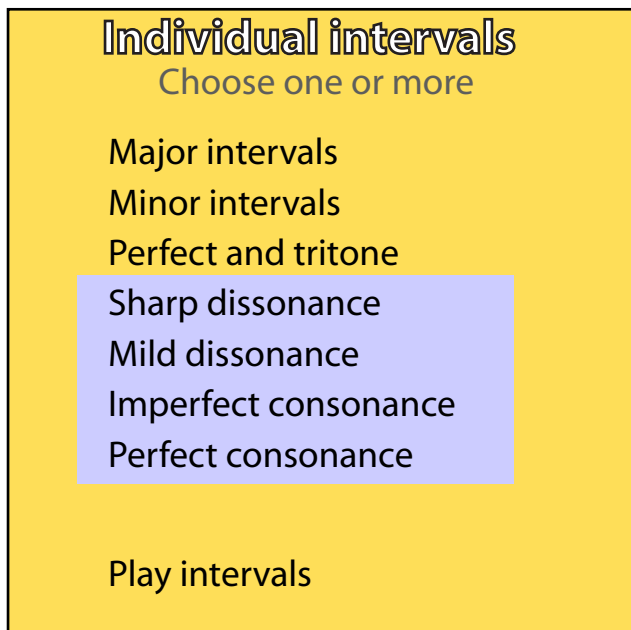 Individual intervals
Choose one or more
Major intervals
Minor intervals
Perfect and tritone
Sharp dissonance
Mild dissonance
Imperfect consonance
Perfect consonance
Play intervals